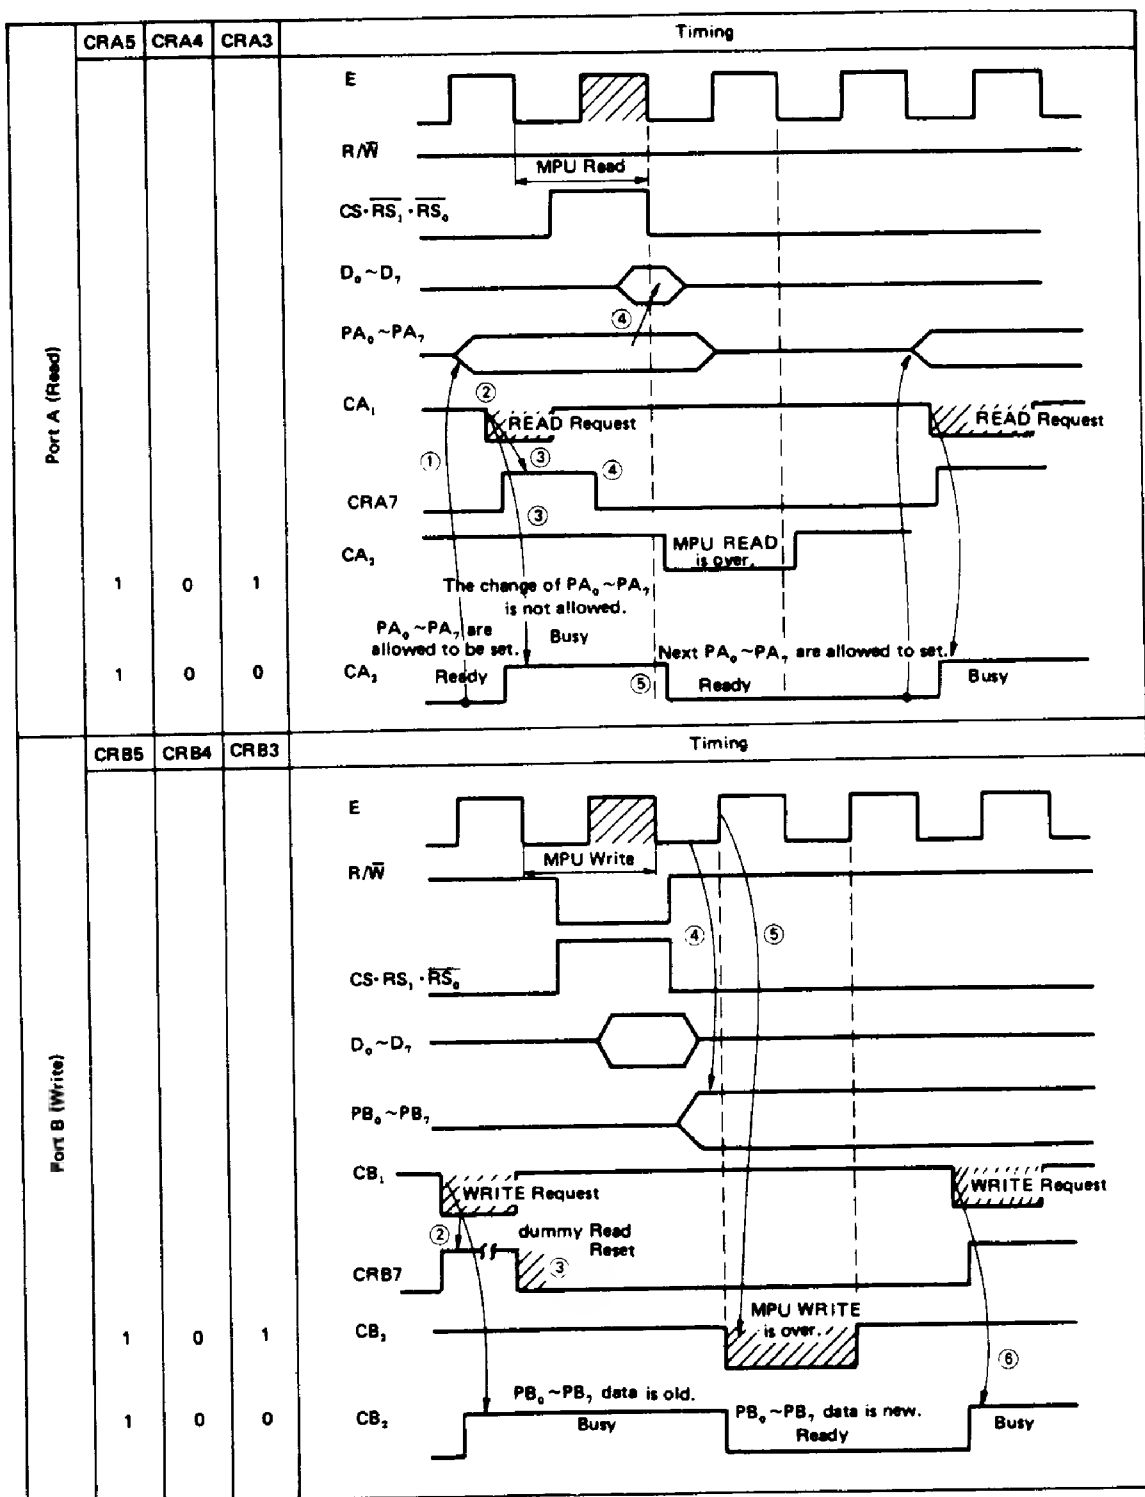 CRA5 CRA4 CRA3 Timing
E
R/W̅
MPU Read
CS·R̅S̅₁·R̅S̅₀
D₀~D₇
④
PA₀~PA₇
②
CA₁
READ Request
READ Request
①
③
④
CRA7
③
CA₂
MPU READ
is over.
1 0 1
The change of PA₀~PA₇
is not allowed.
PA₀~PA₇ are
allowed to be set.
Busy
Next PA₀~PA₇ are allowed to set.
1 0 0
CA₂
Ready
⑤
Ready
Busy
Port A (Read)
CRB5 CRB4 CRB3 Timing
E
MPU Write
R/W̅
④
⑤
CS·RS₁·R̅S̅₀
D₀~D₇
PB₀~PB₇
CB₁
WRITE Request
WRITE Request
②
dummy Read
Reset
③
CRB7
MPU WRITE
is over.
1 0 1
CB₂
⑥
PB₀~PB₇ data is old.
PB₀~PB₇ data is new.
1 0 0
CB₂
Busy
Ready
Busy
Port B (Write)